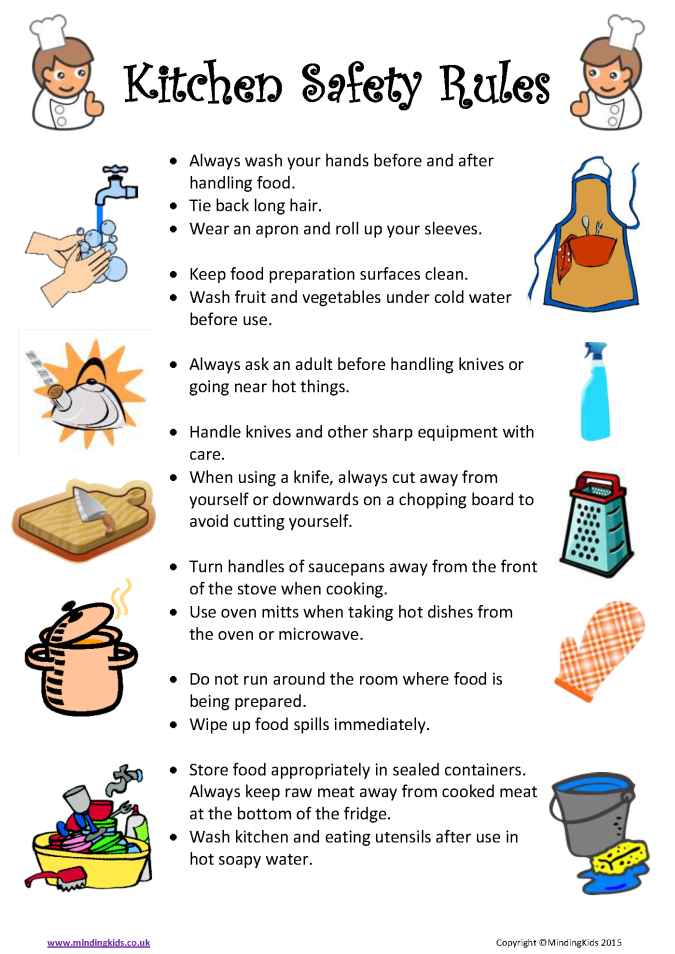 Kitchen Safety Rules
• Always wash your hands before and after
handling food.
• Tie back long hair.
• Wear an apron and roll up your sleeves.
• Keep food preparation surfaces clean.
• Wash fruit and vegetables under cold water
before use.
• Always ask an adult before handling knives or
going near hot things.
• Handle knives and other sharp equipment with
care.
• When using a knife, always cut away from
yourself or downwards on a chopping board to
avoid cutting yourself.
• Turn handles of saucepans away from the front
of the stove when cooking.
• Use oven mitts when taking hot dishes from
the oven or microwave.
• Do not run around the room where food is
being prepared.
• Wipe up food spills immediately.
• Store food appropriately in sealed containers.
Always keep raw meat away from cooked meat
at the bottom of the fridge.
• Wash kitchen and eating utensils after use in
hot soapy water.
www.mindingkids.co.uk
Copyright ©MindingKids 2015